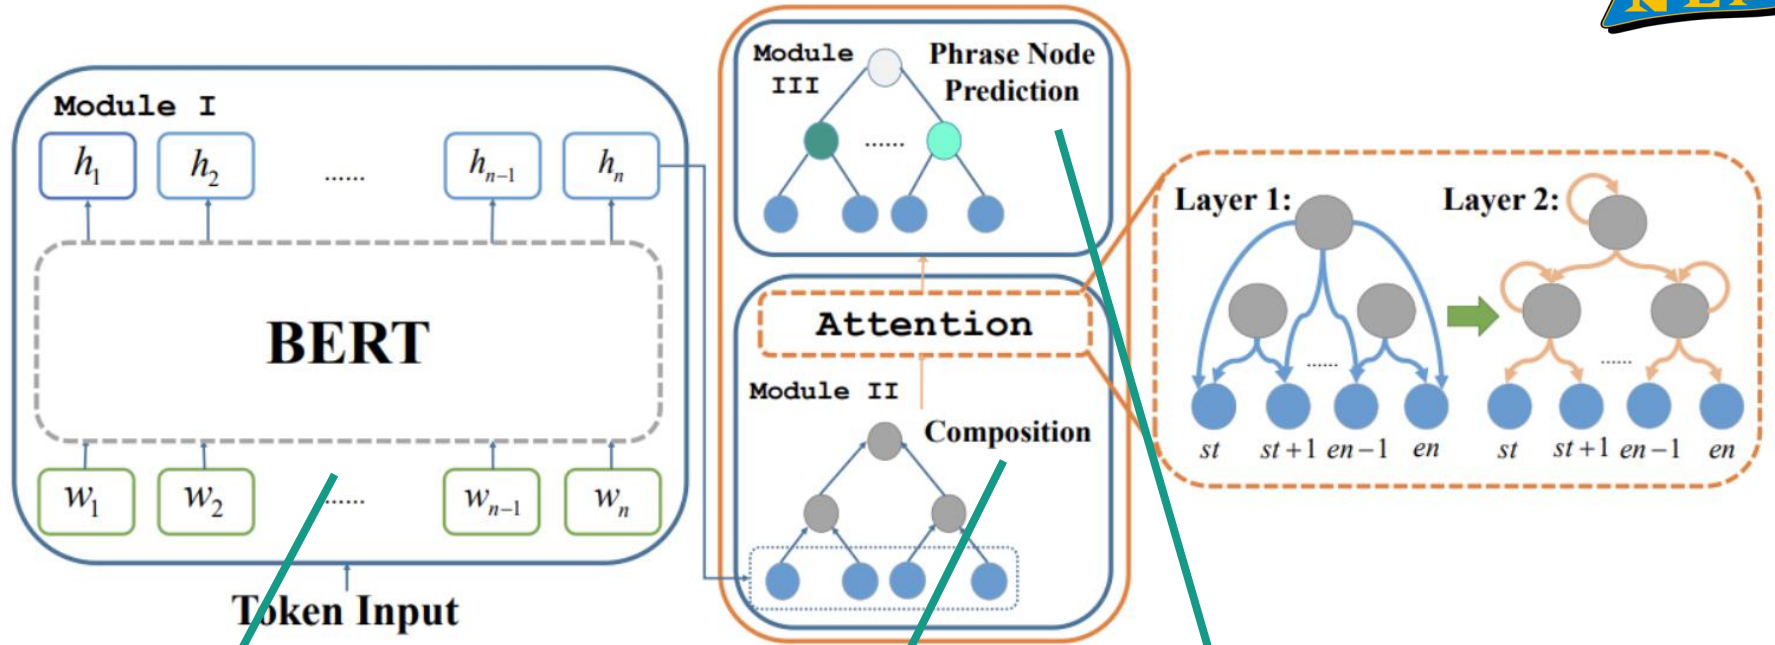 Module I
h1 h2 ...... hn−1 hn
BERT
w1 w2 ...... wn−1 wn
Token Input
Module III
Phrase Node Prediction
......
Attention
Module II
Composition
Layer 1:
......
st st+1 en−1 en
Layer 2:
......
st st+1 en−1 en